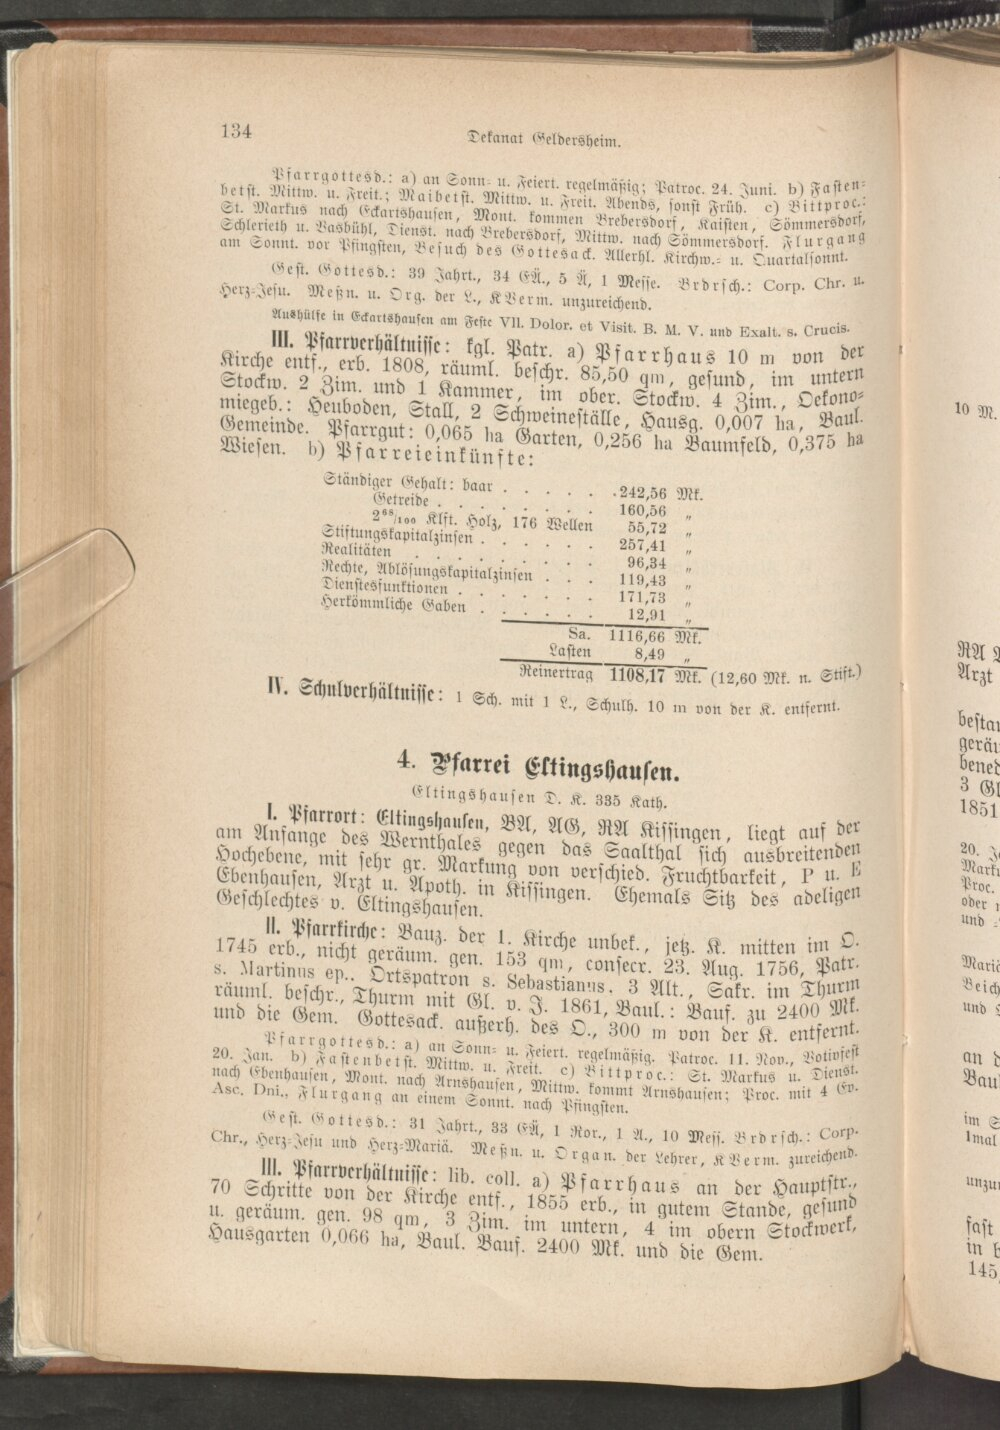 134
Dekanat Geldersheim.
Pfarrgottesd.: a) an Sonn- u. Feiert. regelmäßig; Patroc. 24. Juni. b) Fasten-
betst. Mittw. u. Freit.; Maibetst. Mittw. u. Freit. Abends, sonst Früh. c) Bittproc.:
St. Markus nach Eckartshausen, Mont. kommen Brebersdorf, Kaisten, Sömmersdorf,
Schlerieth u. Vasbühl, Dienst. nach Brebersdorf, Mittw. nach Sömmersdorf. Flurgang
am Sonnt. vor Pfingsten, Besuch des Gottesack. Allerhl. Kirchw.- u. Quartalsonnt.
Gest. Gottesd.: 39 Jahrt., 34 EÄ, 5 Ä, 1 Messe. Brdrsch.: Corp. Chr. u.
Herz-Jesu. Meßn. u. Org. der L., KVerm. unzureichend.
Aushülfe in Eckartshausen am Feste VII. Dolor. et Visit. B. M. V. und Exalt. s. Crucis.
III. Pfarrverhältnisse: kgl. Patr. a) Pfarrhaus 10 m von der
Kirche entf., erb. 1808, räuml. beschr. 85,50 qm, gesund, im untern
Stockw. 2 Zim. und 1 Kammer, im ober. Stockw. 4 Zim., Oekono-
miegeb.: Heuboden, Stall, 2 Schweineställe, Hausg. 0,007 ha, Baul.
Gemeinde. Pfarrgut: 0,065 ha Garten, 0,256 ha Baumfeld, 0,375 ha
Wiesen. b) Pfarreieinkünfte:
Ständiger Gehalt: baar . . . . . . 242,56 Mk.
Getreide . . . . . . . . 160,56 „
2⁶⁸/₁₀₀ Klft. Holz, 176 Wellen 55,72 „
Stiftungskapitalzinsen . . . . . . 257,41 „
Realitäten . . . . . . . . 96,34 „
Rechte, Ablösungskapitalzinsen . . . 119,43 „
Dienstesfunktionen . . . . . . . 171,73 „
Herkömmliche Gaben . . . . . . 12,91 „
Sa. 1116,66 Mk.
Lasten 8,49 „
Reinertrag 1108,17 Mk. (12,60 Mk. n. Stift.)
IV. Schulverhältnisse: 1 Sch. mit 1 L., Schulh. 10 m von der K. entfernt.
4. Pfarrei Eltingshausen.
Eltingshausen D. K. 335 Kath.
I. Pfarrort: Eltingshausen, BA, AG, RA Kissingen, liegt auf der
am Anfange des Wernthales gegen das Saalthal sich ausbreitenden
Hochebene, mit sehr gr. Markung von verschied. Fruchtbarkeit, P u. E
Ebenhausen, Arzt u. Apoth. in Kissingen. Ehemals Sitz des adeligen
Geschlechtes v. Eltingshausen.
II. Pfarrkirche: Bauz. der 1. Kirche unbek., jetz. K. mitten im O.
1745 erb., nicht geräum. gen. 153 qm, consecr. 23. Aug. 1756, Patr.
s. Martinus ep., Ortspatron s. Sebastianus, 3 Alt., Sakr. im Thurm
räuml. beschr., Thurm mit Gl. v. J. 1861, Baul.: Bauf. zu 2400 Mk.
und die Gem. Gottesack. außerh. des O., 300 m von der K. entfernt.
Pfarrgottesd.: a) an Sonn- u. Feiert. regelmäßig. Patroc. 11. Nov., Votivfest
20. Jan. b) Fastenbetst. Mittw. u. Freit. c) Bittproc.: St. Markus u. Dienst.
nach Ebenhausen, Mont. nach Arnshausen, Mittw. kommt Arnshausen; Proc. mit 4 Ev.
Asc. Dni., Flurgang an einem Sonnt. nach Pfingsten.
Gest. Gottesd.: 31 Jahrt., 33 EÄ, 1 Ror., 1 A., 10 Mess. Brdrsch.: Corp.
Chr., Herz-Jesu und Herz-Mariä. Meßn. u. Organ. der Lehrer, KVerm. zureichend.
III. Pfarrverhältnisse: lib. coll. a) Pfarrhaus an der Hauptstr.,
70 Schritte von der Kirche entf., 1855 erb., in gutem Stande, gesund
u. geräum. gen. 98 qm, 3 Zim. im untern, 4 im obern Stockwerk,
Hausgarten 0,066 ha, Baul. Bauf. 2400 Mk. und die Gem.
10 M.
RA
Arzt
3
1851
20.
Proc.
oder
und
und
an
im
1mal
fast
in
145,